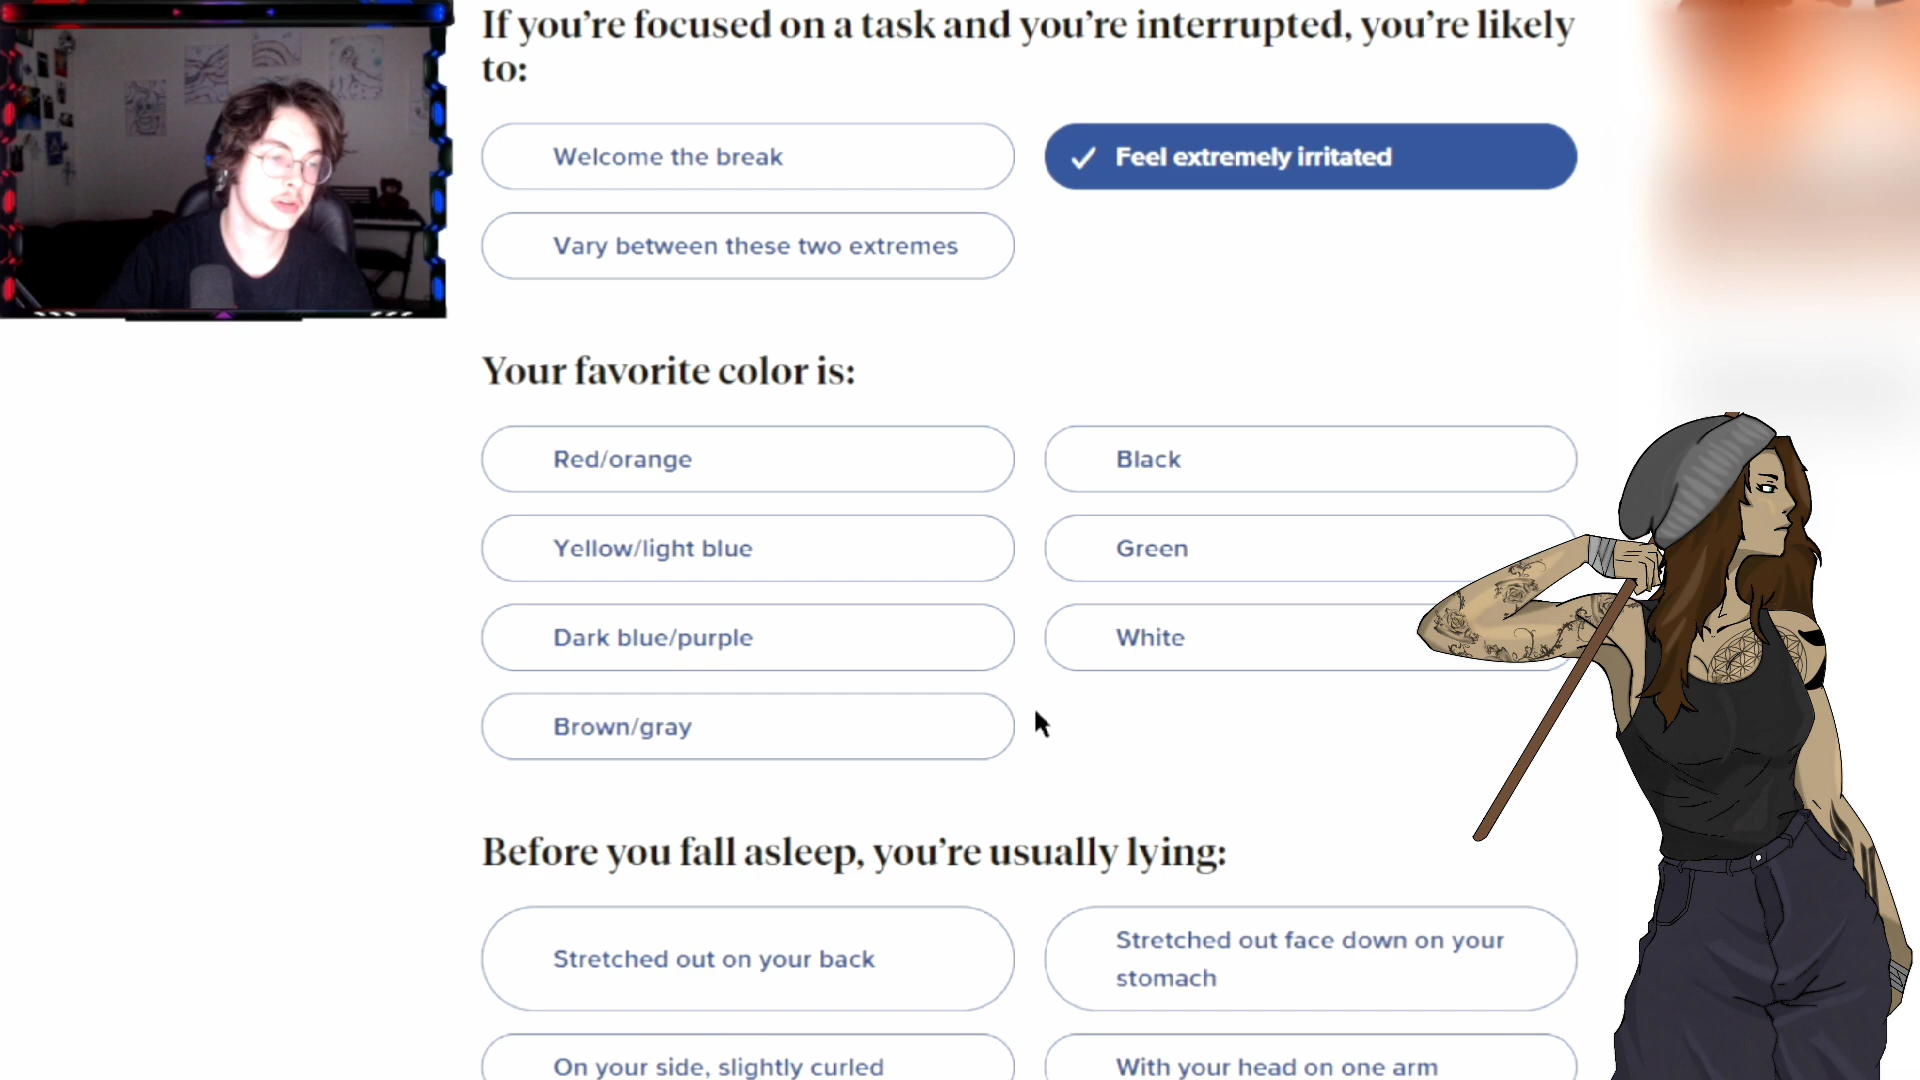 If you’re focused on a task and you’re interrupted, you’re likely
to:
Welcome the break
Feel extremely irritated
Vary between these two extremes
Your favorite color is:
Red/orange
Black
Yellow/light blue
Green
Dark blue/purple
White
Brown/gray
Before you fall asleep, you’re usually lying:
Stretched out on your back
Stretched out face down on your
stomach
On your side, slightly curled
With your head on one arm